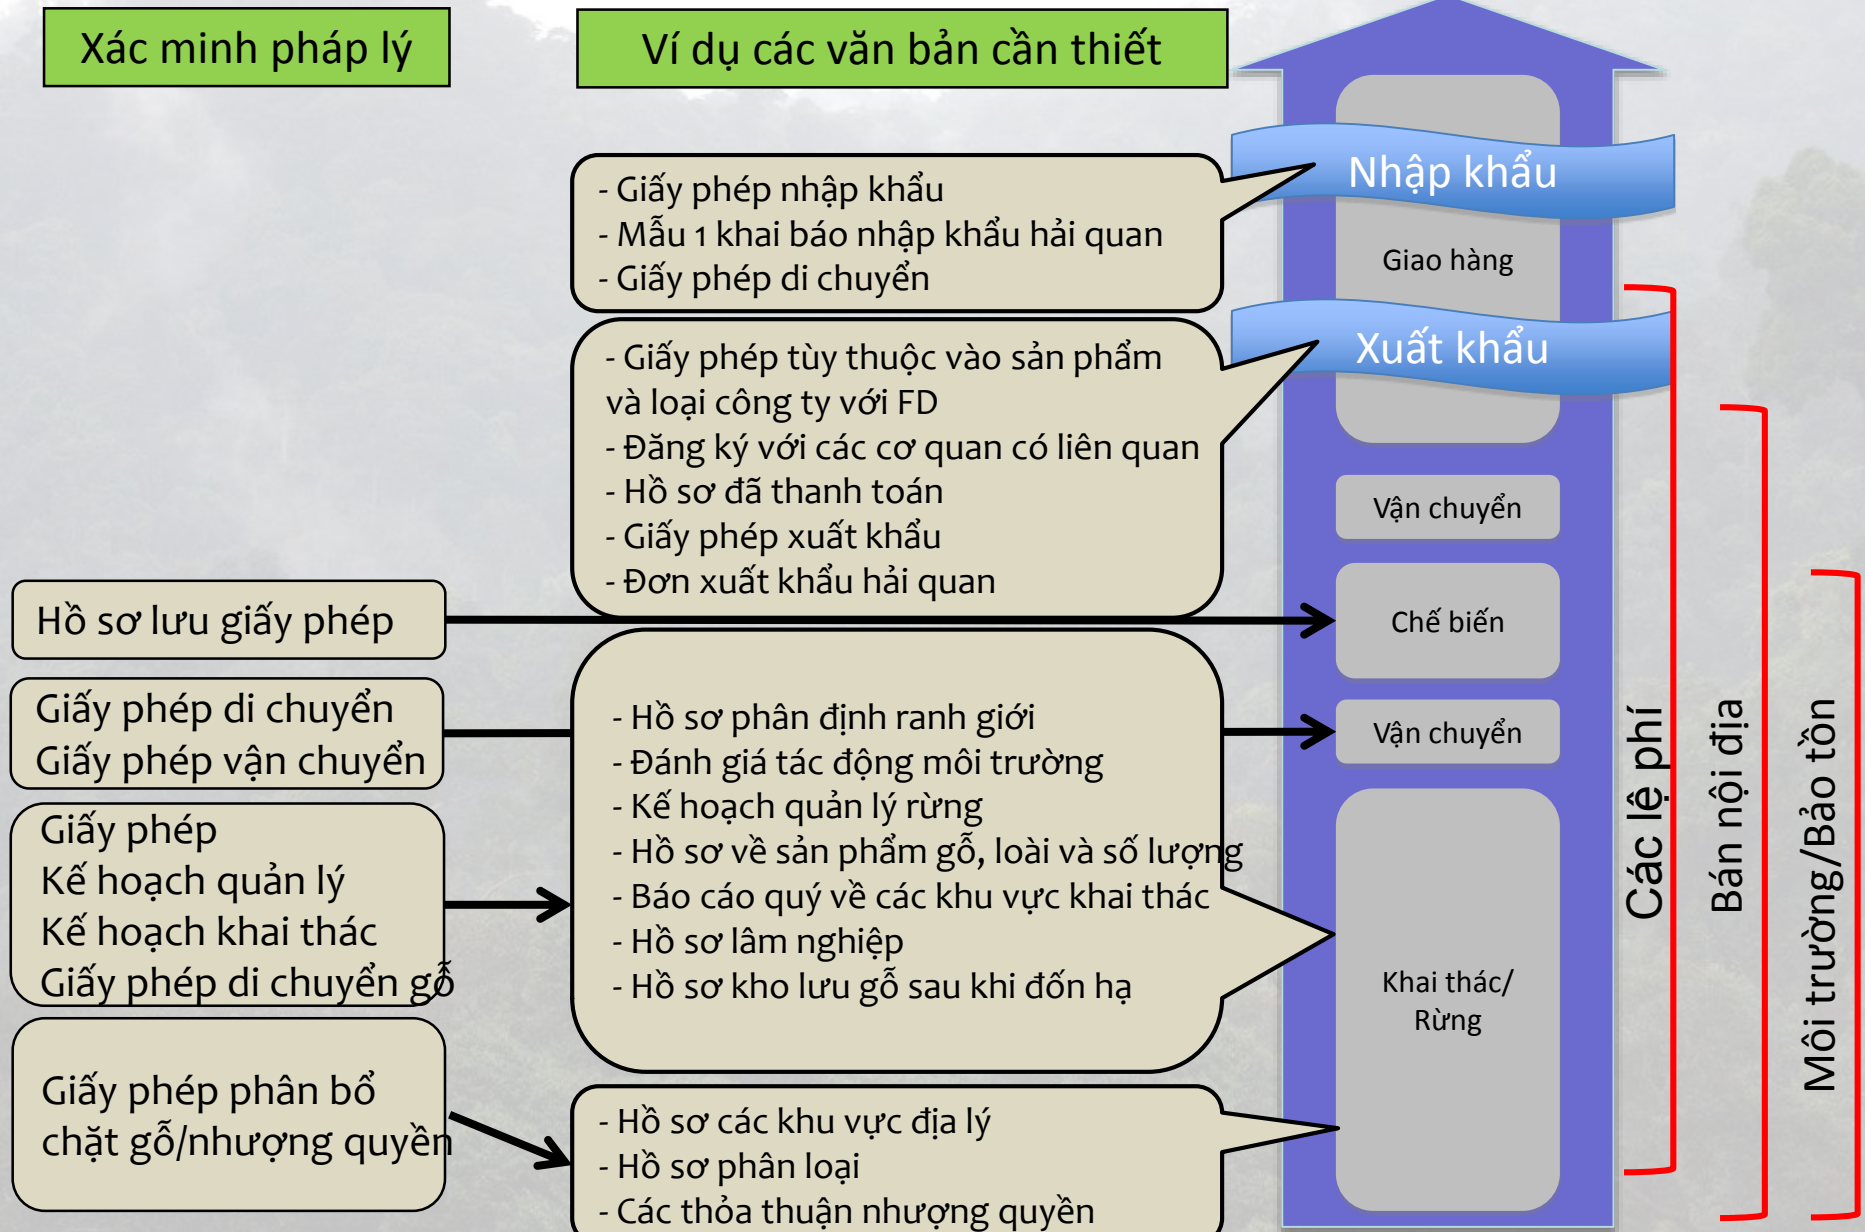 Xác minh pháp lý
Ví dụ các văn bản cần thiết
- Giấy phép nhập khẩu
- Mẫu 1 khai báo nhập khẩu hải quan
- Giấy phép di chuyển
Nhập khẩu
Giao hàng
- Giấy phép tùy thuộc vào sản phẩm
và loại công ty với FD
- Đăng ký với các cơ quan có liên quan
- Hồ sơ đã thanh toán
- Giấy phép xuất khẩu
- Đơn xuất khẩu hải quan
Xuất khẩu
Vận chuyển
Hồ sơ lưu giấy phép
Chế biến
Giấy phép di chuyển
Giấy phép vận chuyển
Vận chuyển
Giấy phép
Kế hoạch quản lý
Kế hoạch khai thác
Giấy phép di chuyển gỗ
- Hồ sơ phân định ranh giới
- Đánh giá tác động môi trường
- Kế hoạch quản lý rừng
- Hồ sơ về sản phẩm gỗ, loài và số lượng
- Báo cáo quý về các khu vực khai thác
- Hồ sơ lâm nghiệp
- Hồ sơ kho lưu gỗ sau khi đốn hạ
Khai thác/
Rừng
Giấy phép phân bổ
chặt gỗ/nhượng quyền
- Hồ sơ các khu vực địa lý
- Hồ sơ phân loại
- Các thỏa thuận nhượng quyền
Các lệ phí
Bán nội địa
Môi trường/Bảo tồn